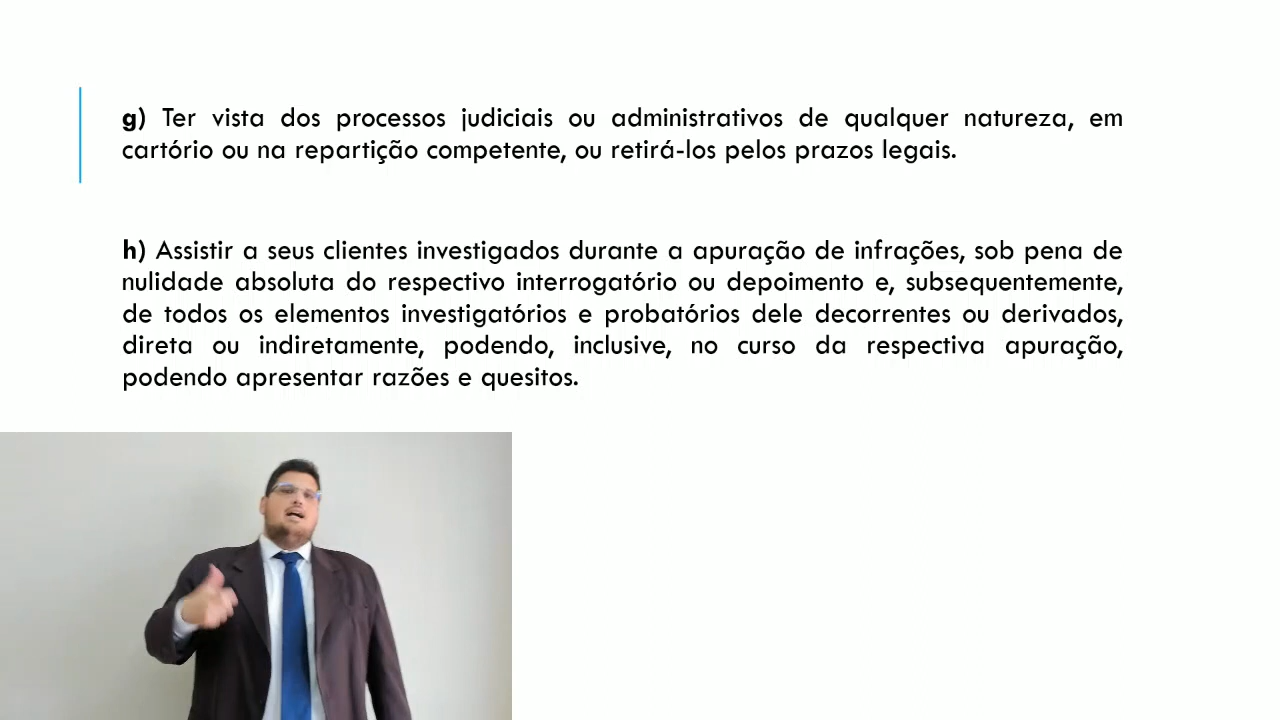 g) Ter vista dos processos judiciais ou administrativos de qualquer natureza, em
cartório ou na repartição competente, ou retirá-los pelos prazos legais.
h) Assistir a seus clientes investigados durante a apuração de infrações, sob pena de
nulidade absoluta do respectivo interrogatório ou depoimento e, subsequentemente,
de todos os elementos investigatórios e probatórios dele decorrentes ou derivados,
direta ou indiretamente, podendo, inclusive, no curso da respectiva apuração,
podendo apresentar razões e quesitos.